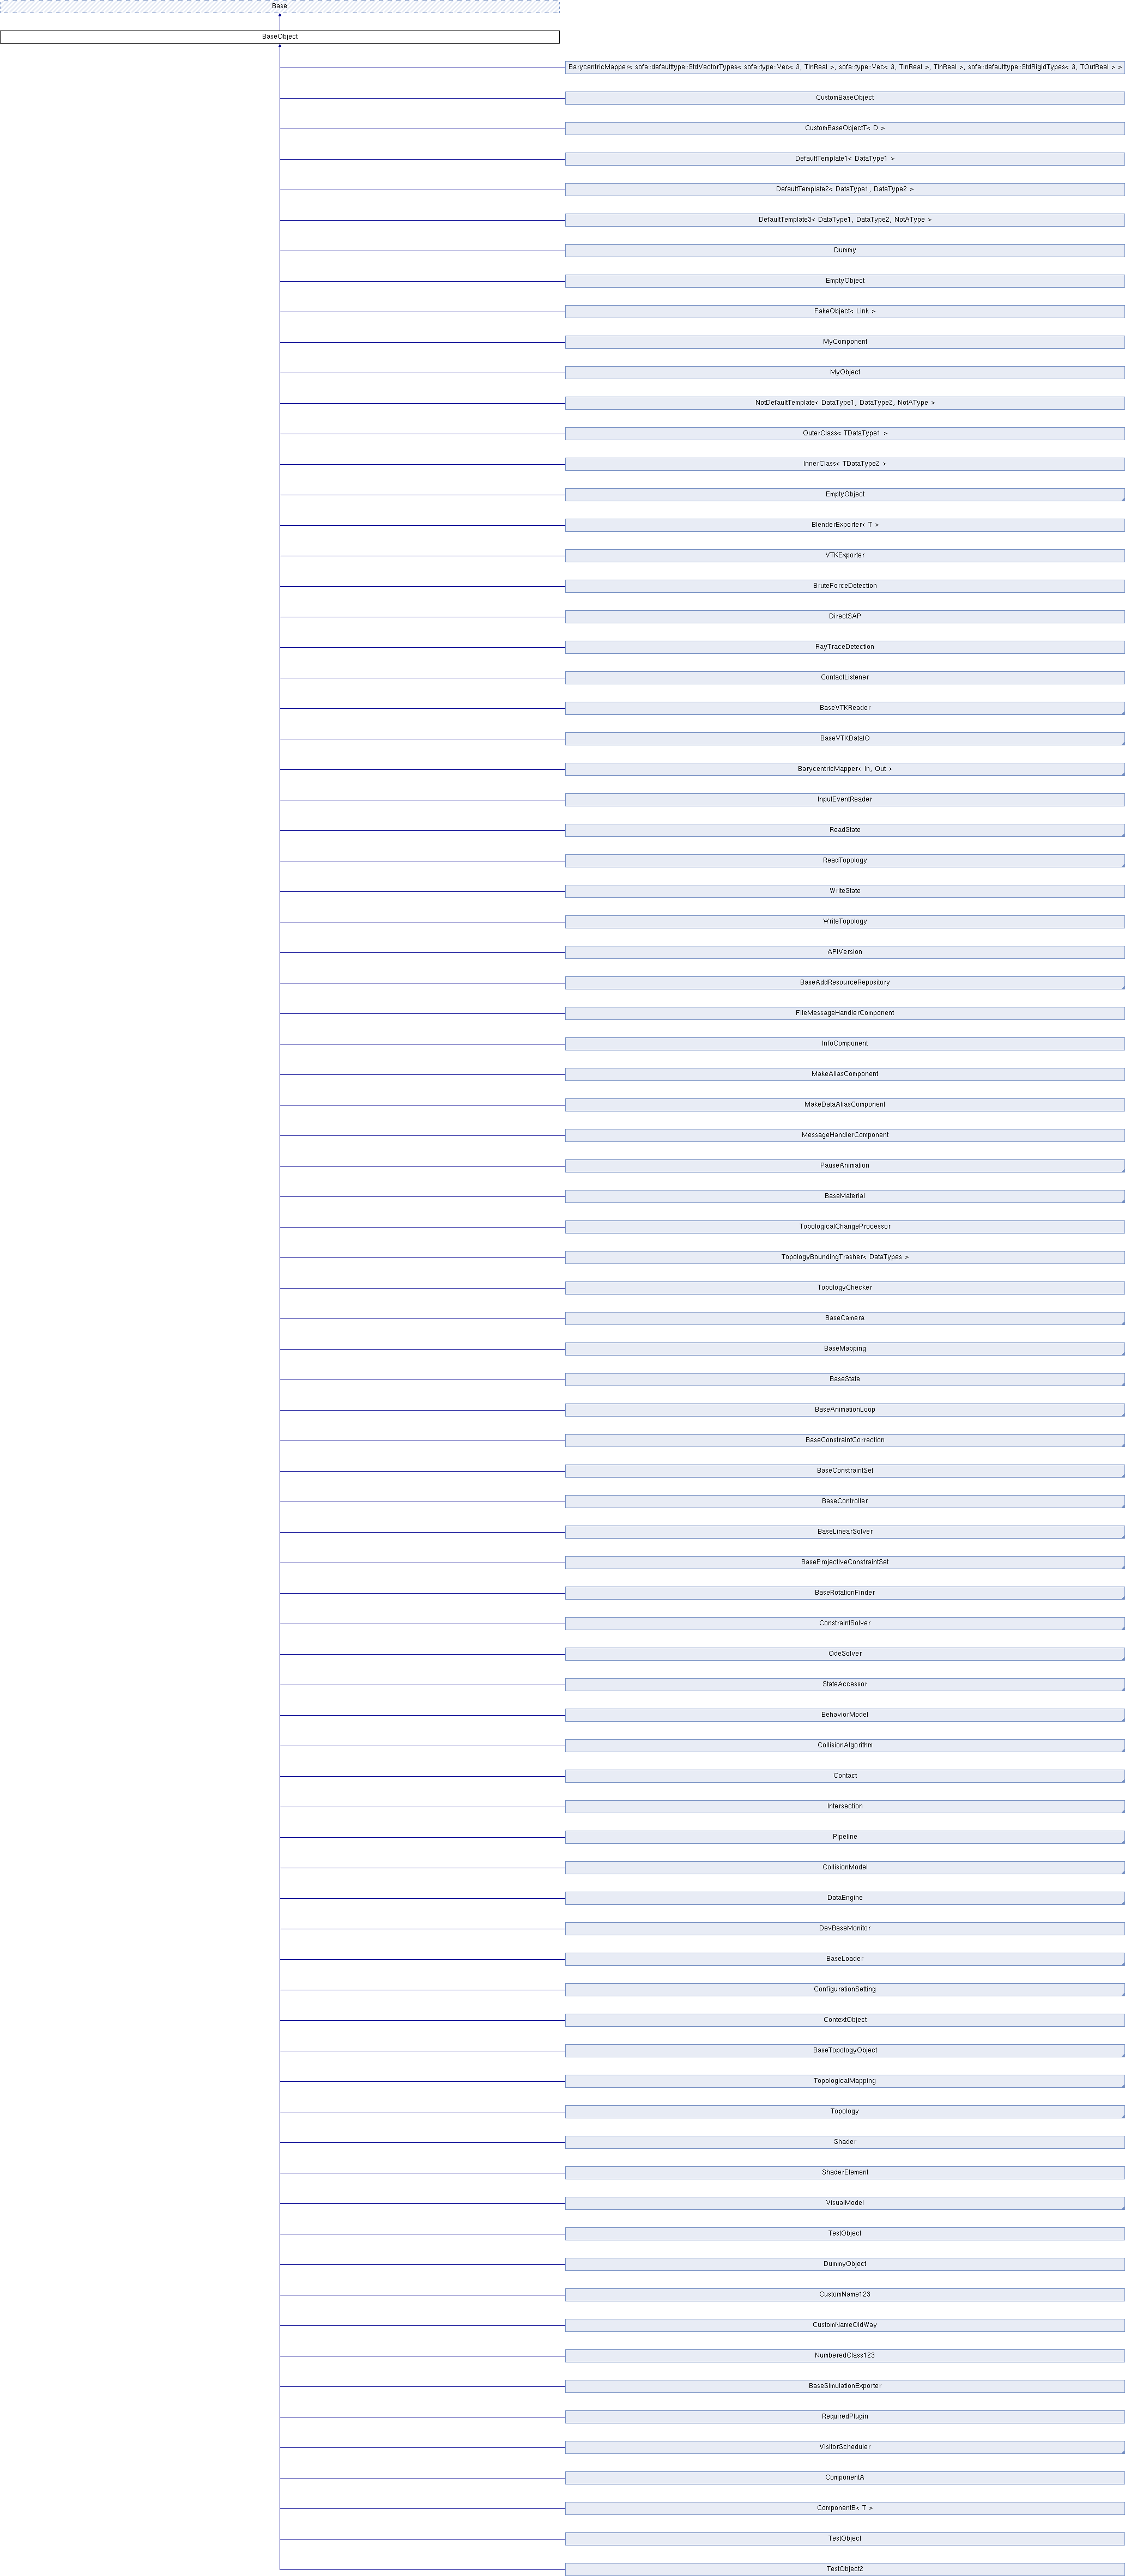 Base
BaseObject
BarycentricMapper< sofa::defaulttype::StdVectorTypes< sofa::type::Vec< 3, TInReal >, sofa::type::Vec< 3, TInReal >, TInReal >, sofa::defaulttype::StdRigidTypes< 3, TOutReal > >
CustomBaseObject
CustomBaseObjectT< D >
DefaultTemplate1< DataType1 >
DefaultTemplate2< DataType1, DataType2 >
DefaultTemplate3< DataType1, DataType2, NotAType >
Dummy
EmptyObject
FakeObject< Link >
MyComponent
MyObject
NotDefaultTemplate< DataType1, DataType2, NotAType >
OuterClass< TDataType1 >
InnerClass< TDataType2 >
EmptyObject
BlenderExporter< T >
VTKExporter
BruteForceDetection
DirectSAP
RayTraceDetection
ContactListener
BaseVTKReader
BaseVTKDataIO
BarycentricMapper< In, Out >
InputEventReader
ReadState
ReadTopology
WriteState
WriteTopology
APIVersion
BaseAddResourceRepository
FileMessageHandlerComponent
InfoComponent
MakeAliasComponent
MakeDataAliasComponent
MessageHandlerComponent
PauseAnimation
BaseMaterial
TopologicalChangeProcessor
TopologyBoundingTrasher< DataTypes >
TopologyChecker
BaseCamera
BaseMapping
BaseState
BaseAnimationLoop
BaseConstraintCorrection
BaseConstraintSet
BaseController
BaseLinearSolver
BaseProjectiveConstraintSet
BaseRotationFinder
ConstraintSolver
OdeSolver
StateAccessor
BehaviorModel
CollisionAlgorithm
Contact
Intersection
Pipeline
CollisionModel
DataEngine
DevBaseMonitor
BaseLoader
ConfigurationSetting
ContextObject
BaseTopologyObject
TopologicalMapping
Topology
Shader
ShaderElement
VisualModel
TestObject
DummyObject
CustomName123
CustomNameOldWay
NumberedClass123
BaseSimulationExporter
RequiredPlugin
VisitorScheduler
ComponentA
ComponentB< T >
TestObject
TestObject2